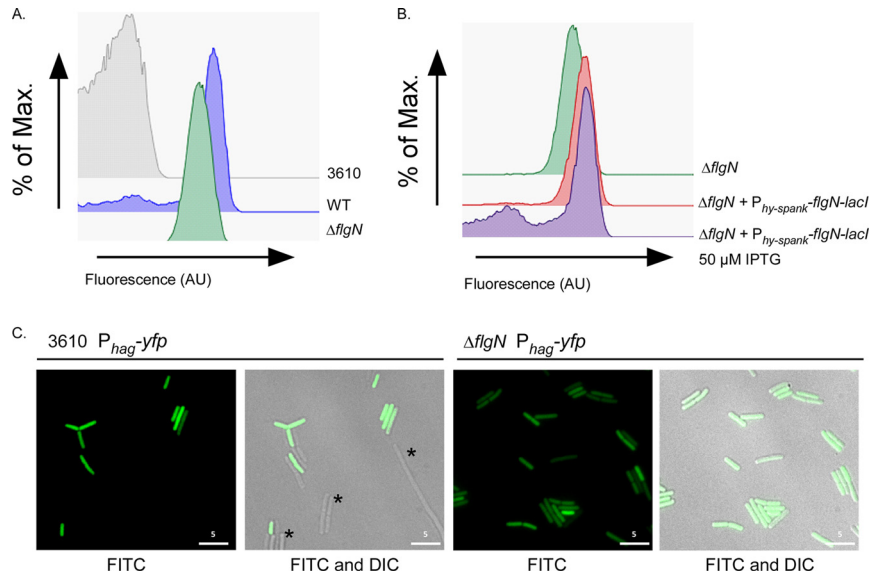 A.
% of Max.
3610
WT
ΔflgN
Fluorescence (AU)
B.
% of Max.
ΔflgN
ΔflgN + Phy-spank-flgN-lacI
ΔflgN + Phy-spank-flgN-lacI
50 µM IPTG
Fluorescence (AU)
C.
3610 Phag-yfp
ΔflgN Phag-yfp
*
*
*
5
5
5
5
FITC
FITC and DIC
FITC
FITC and DIC